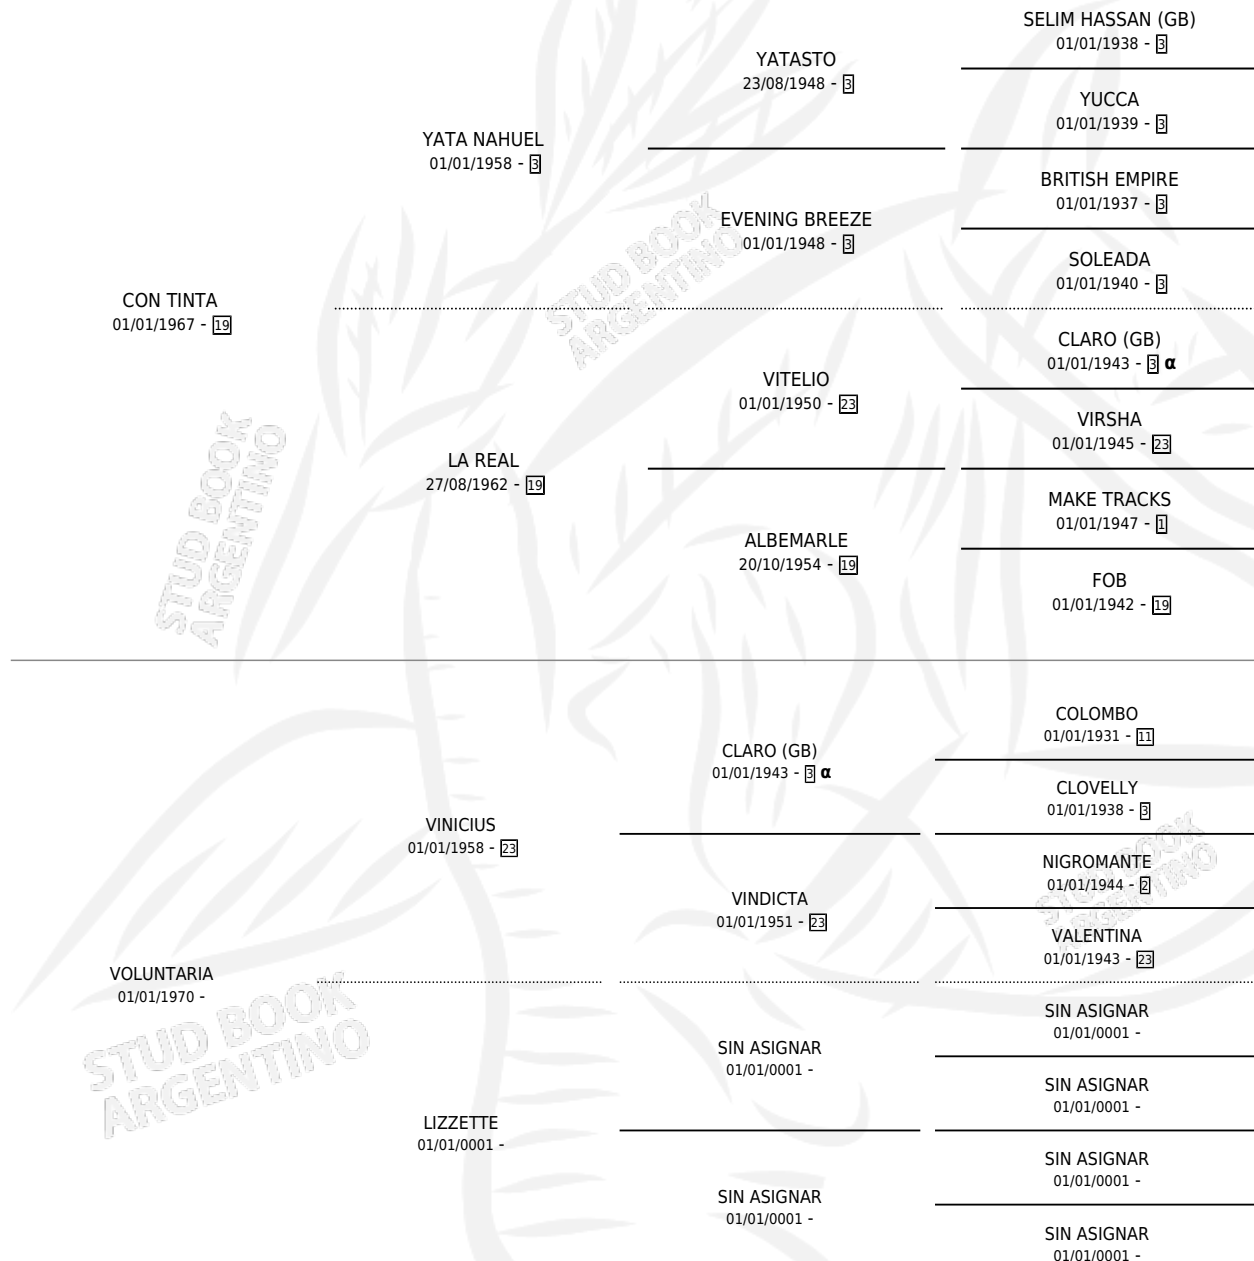 SELIM HASSAN (GB)
01/01/1938 - 3
YATASTO
23/08/1948 - 3
YUCCA
01/01/1939 - 3
YATA NAHUEL
01/01/1958 - 3
BRITISH EMPIRE
01/01/1937 - 3
EVENING BREEZE
01/01/1948 - 3
SOLEADA
01/01/1940 - 3
STUD BOOK
ARGENTINO
CON TINTA
01/01/1967 - 19
CLARO (GB)
01/01/1943 - 3 α
VITELIO
01/01/1950 - 23
VIRSHA
01/01/1945 - 23
STUD BOOK
ARGENTINO
LA REAL
27/08/1962 - 19
MAKE TRACKS
01/01/1947 - 1
ALBEMARLE
20/10/1954 - 19
FOB
01/01/1942 - 19
COLOMBO
01/01/1931 - 11
CLARO (GB)
01/01/1943 - 3 α
CLOVELLY
01/01/1938 - 3
VINICIUS
01/01/1958 - 23
NIGROMANTE
01/01/1944 - 2
STUD BOOK
ARGENTINO
VINDICTA
01/01/1951 - 23
VALENTINA
01/01/1943 - 23
VOLUNTARIA
01/01/1970 -
STUD BOOK
ARGENTINO
SIN ASIGNAR
01/01/0001 -
SIN ASIGNAR
01/01/0001 -
SIN ASIGNAR
01/01/0001 -
LIZZETTE
01/01/0001 -
SIN ASIGNAR
01/01/0001 -
SIN ASIGNAR
01/01/0001 -
SIN ASIGNAR
01/01/0001 -